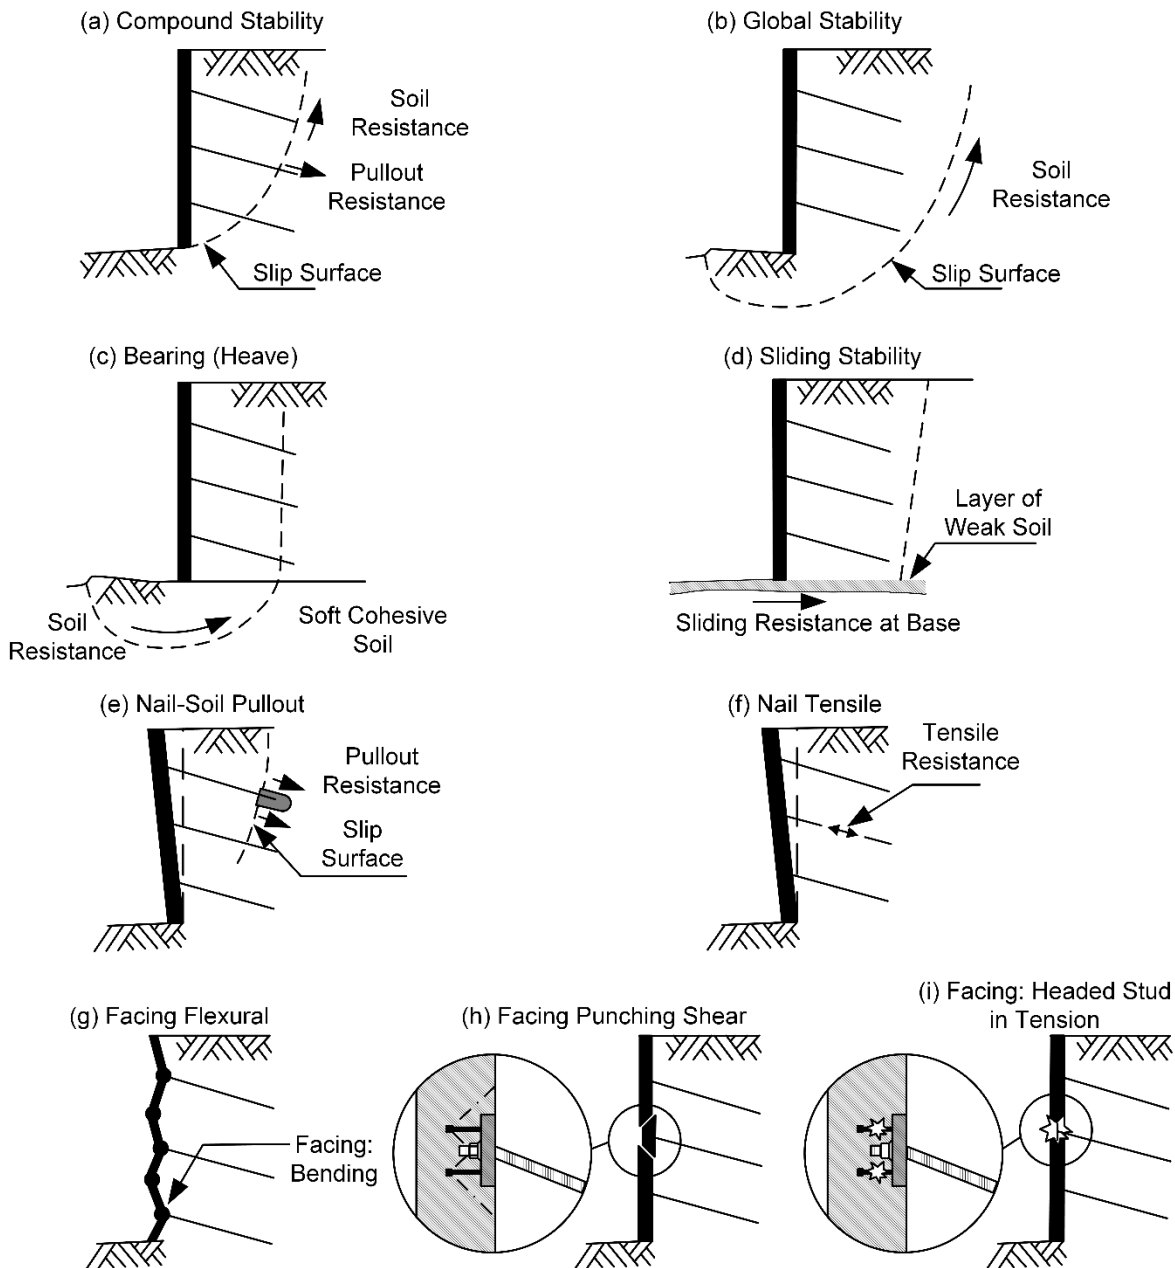 (a) Compound Stability
Soil
Resistance
Pullout
Resistance
Slip Surface
(b) Global Stability
Soil
Resistance
Slip Surface
(c) Bearing (Heave)
Soil
Resistance
Soft Cohesive
Soil
(d) Sliding Stability
Layer of
Weak Soil
Sliding Resistance at Base
(e) Nail-Soil Pullout
Pullout
Resistance
Slip
Surface
(f) Nail Tensile
Tensile
Resistance
(g) Facing Flexural
Facing:
Bending
(h) Facing Punching Shear
(i) Facing: Headed Stud
in Tension